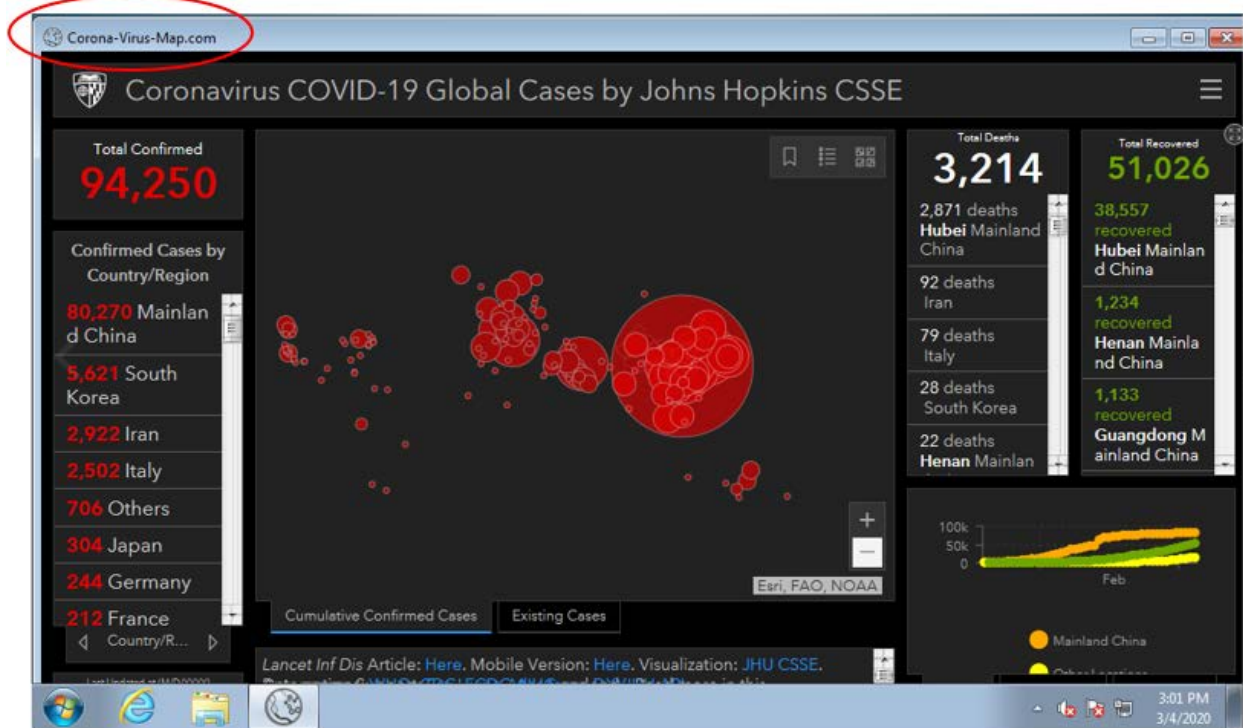 Corona-Virus-Map.com
Coronavirus COVID-19 Global Cases by Johns Hopkins CSSE
Total Confirmed
94,250
Confirmed Cases by
Country/Region
80,270 Mainlan
d China
5,621 South
Korea
2,922 Iran
2,502 Italy
706 Others
304 Japan
244 Germany
212 France
Country/R...
Esri, FAO, NOAA
Cumulative Confirmed Cases
Existing Cases
Lancet Inf Dis Article: Here. Mobile Version: Here. Visualization: JHU CSSE.
Total Deaths
3,214
2,871 deaths
Hubei Mainland
China
92 deaths
Iran
79 deaths
Italy
28 deaths
South Korea
22 deaths
Henan Mainlan
Total Recovered
51,026
38,557
recovered
Hubei Mainlan
d China
1,234
recovered
Henan Mainla
nd China
1,133
recovered
Guangdong M
ainland China
100k
50k
0
Feb
Mainland China
Other Locations
3:01 PM
3/4/2020